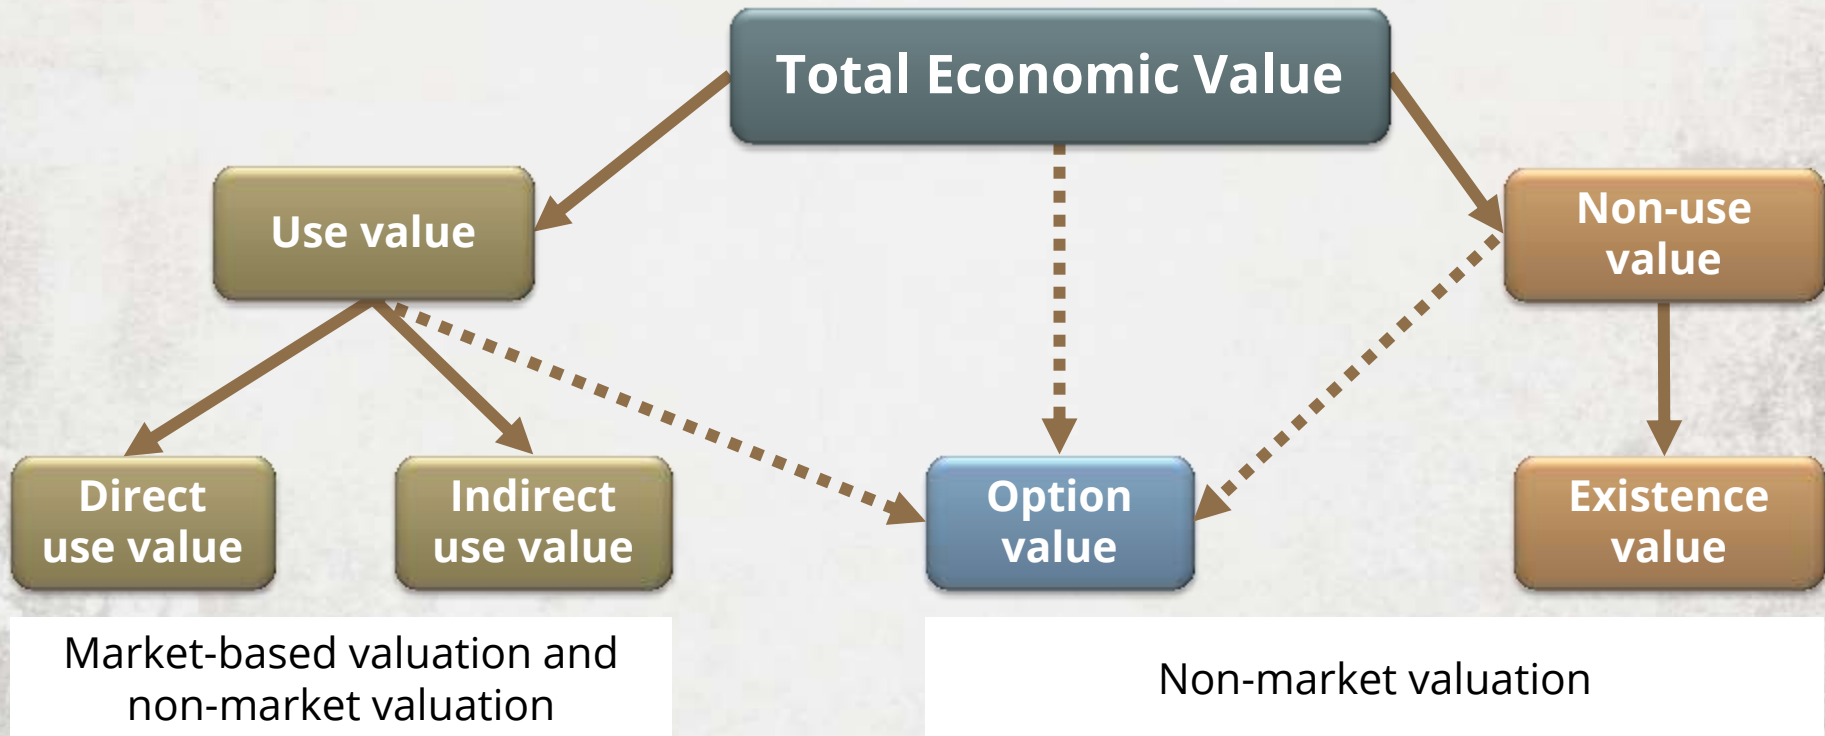 Total Economic Value
Use value
Non-use
value
Direct
use value
Indirect
use value
Option
value
Existence
value
Market-based valuation and
non-market valuation
Non-market valuation